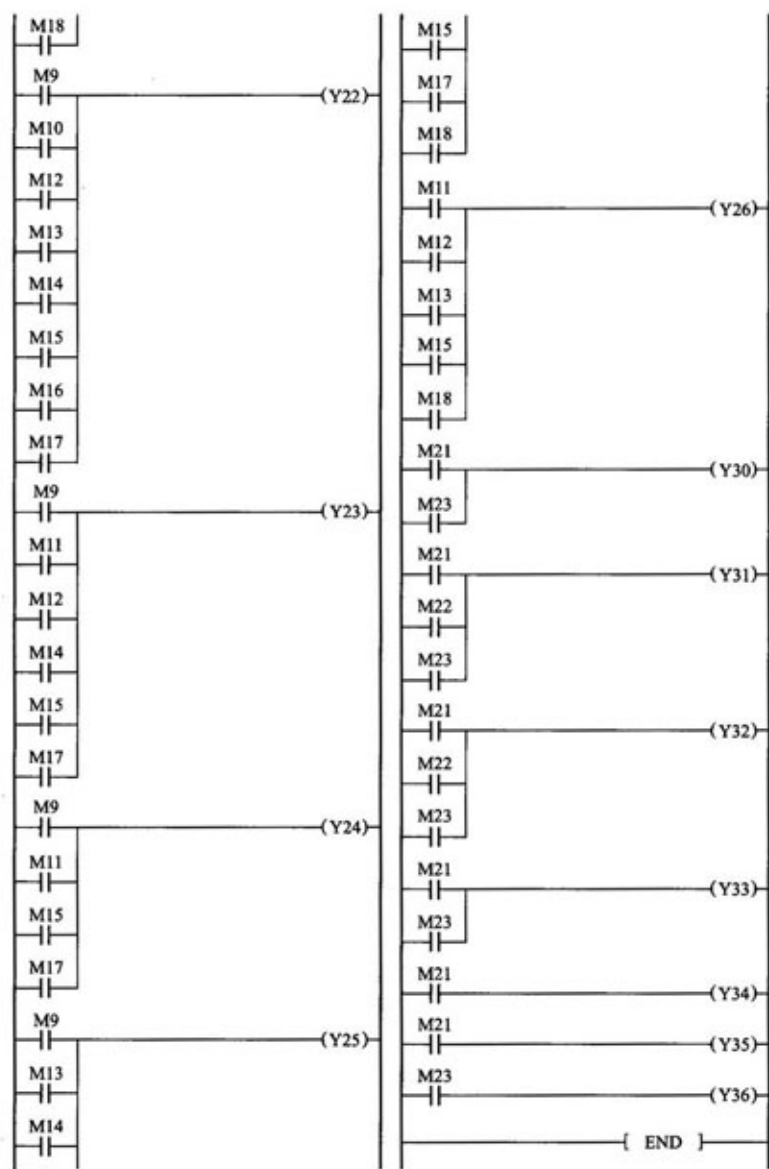 M18
M9
(Y22)
M10
M12
M13
M14
M15
M16
M17
M9
(Y23)
M11
M12
M14
M15
M17
M9
(Y24)
M11
M15
M17
M9
(Y25)
M13
M14
M15
M17
M18
M11
(Y26)
M12
M13
M15
M18
M21
(Y30)
M23
M21
(Y31)
M22
M23
M21
(Y32)
M22
M23
M21
(Y33)
M23
M21
(Y34)
M21
(Y35)
M23
(Y36)
[ END ]